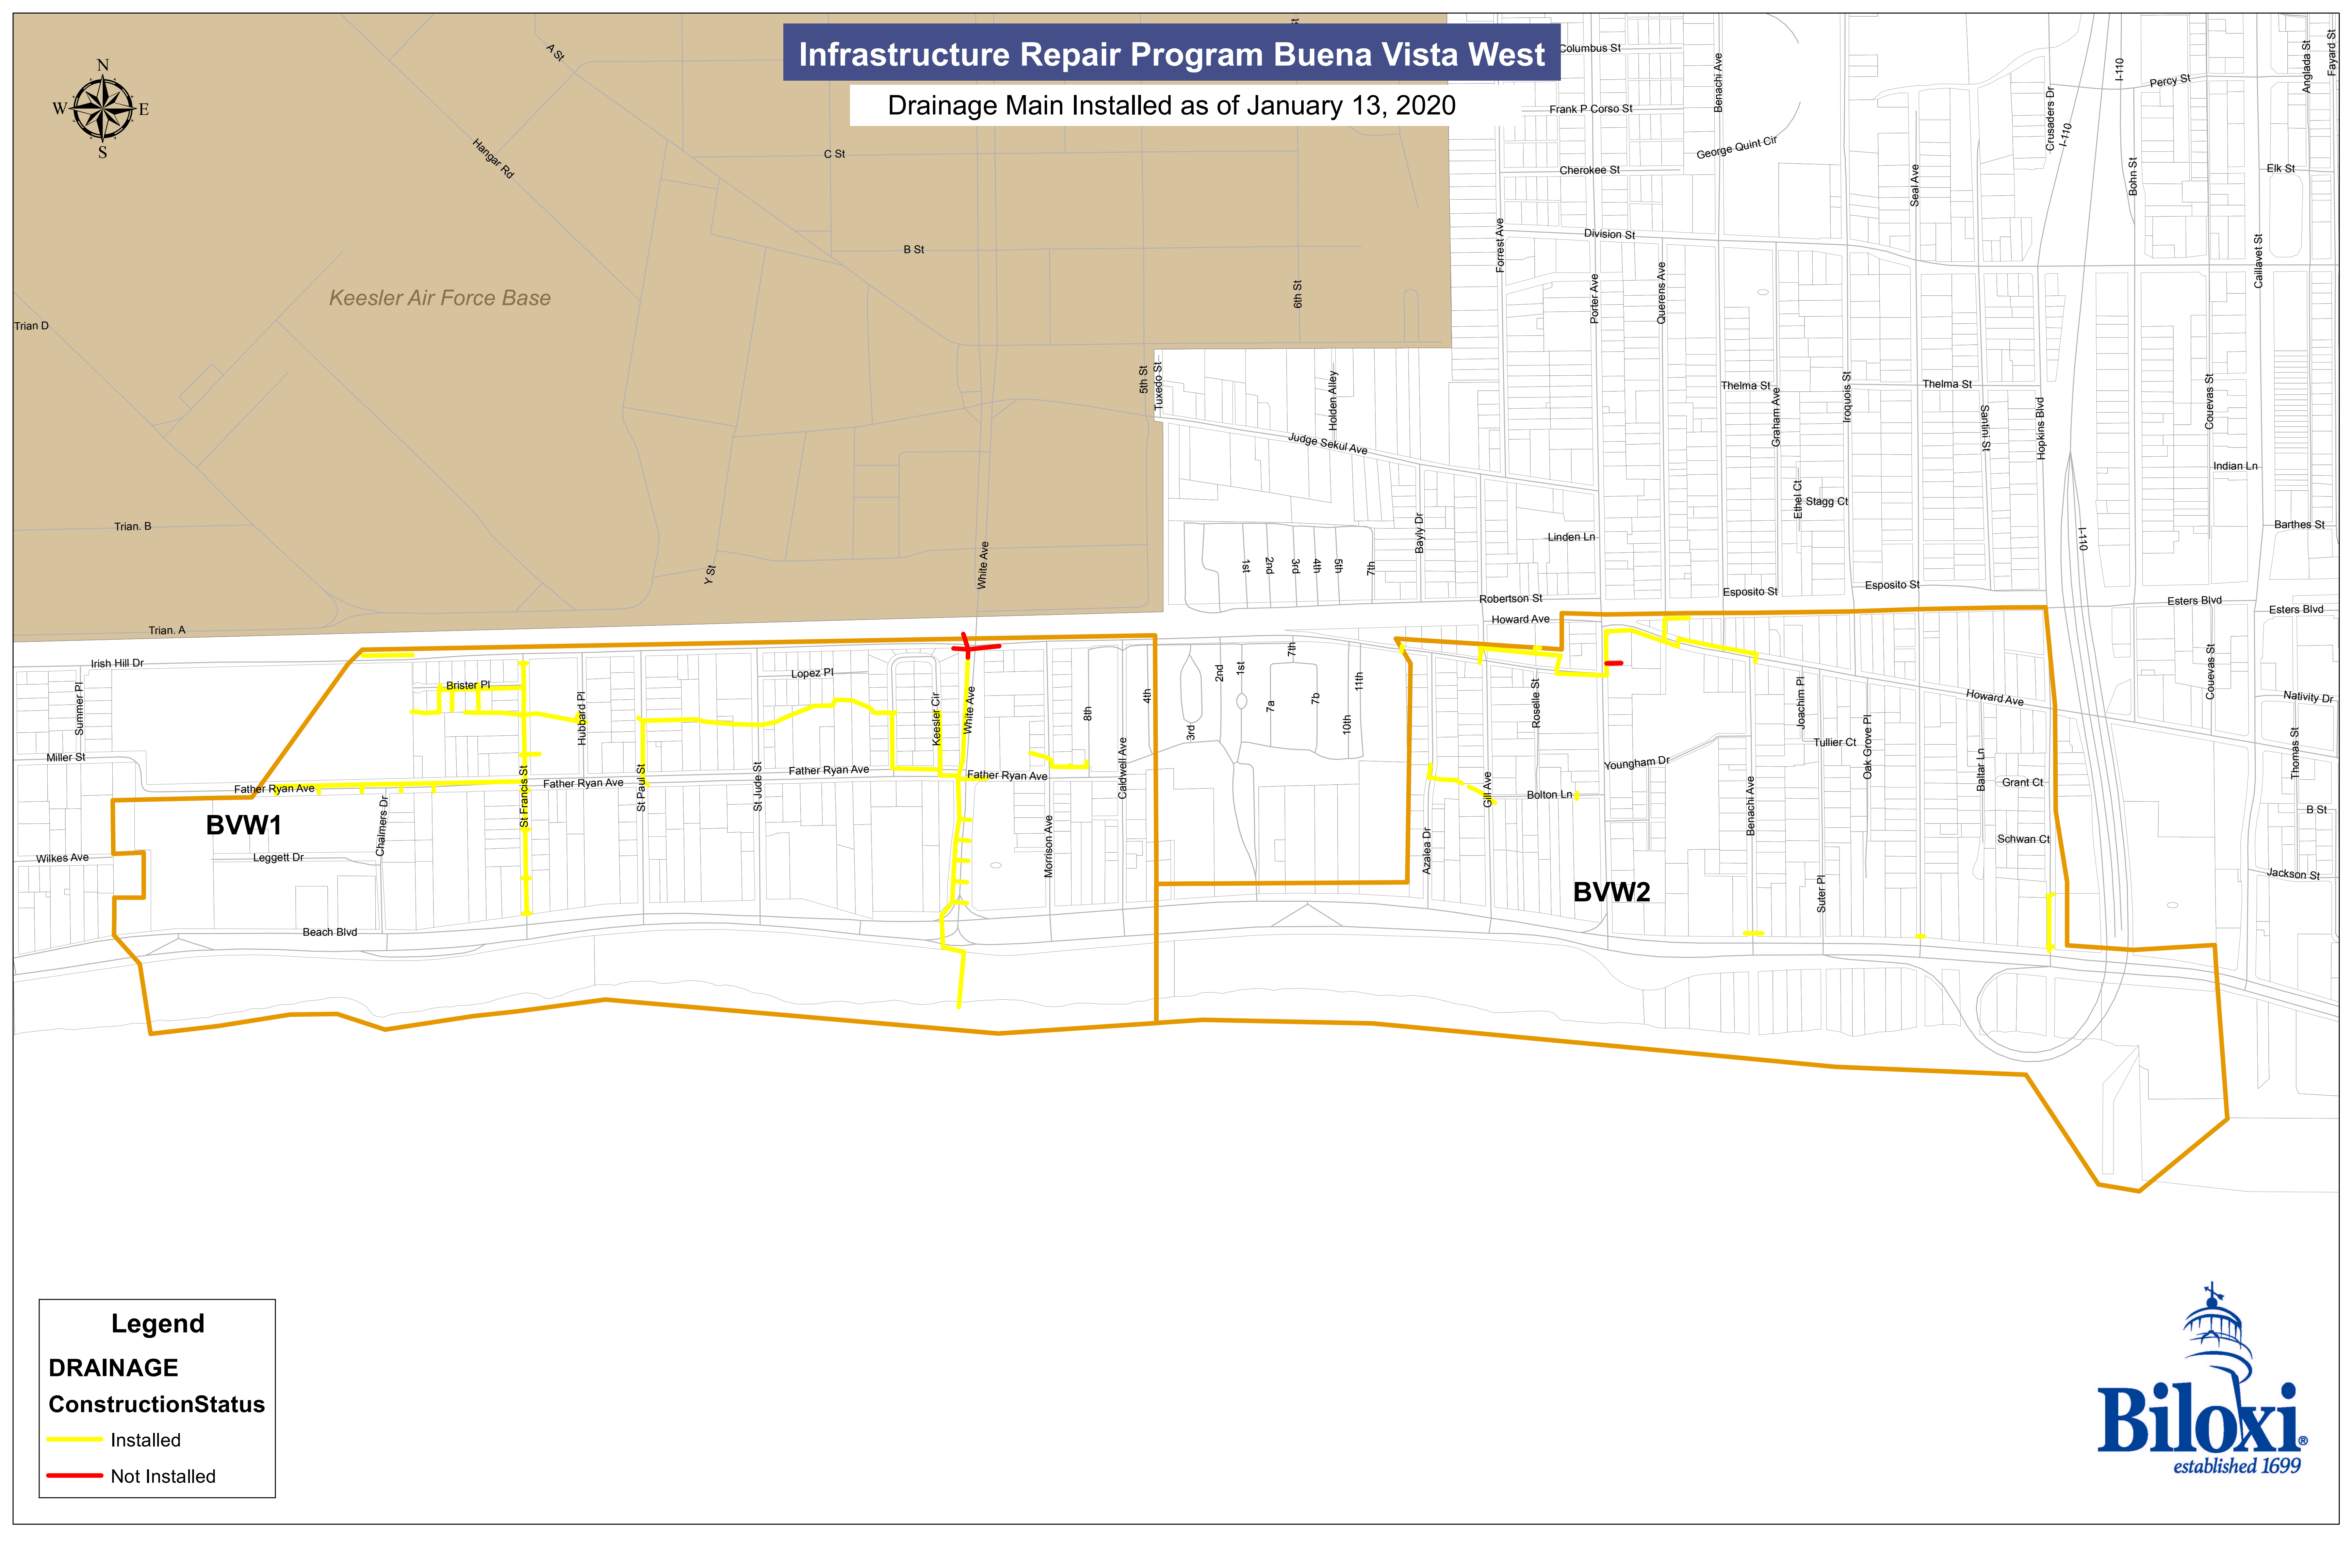 Infrastructure Repair Program Buena Vista West
Drainage Main Installed as of January 13, 2020
N
W
E
S
Keesler Air Force Base
A St
Hangar Rd
C St
B St
Trian D
Trian. B
Trian. A
Y St
White Ave
5th St
6th St
St
Tuxedo St
Holden Alley
Judge Sekul Ave
Columbus St
Frank P Corso St
Cherokee St
Benachi Ave
George Quint Cir
Division St
Forrest Ave
Porter Ave
Querens Ave
Seal Ave
Crusaders Dr
I-110
I-110
Bohn St
Percy St
Anglada St
Fayard St
Elk St
Caillavet St
Thelma St
Graham Ave
Iroquois St
Thelma St
Santini St
Hopkins Blvd
Couevas St
Indian Ln
Ethel Ct
Stagg Ct
Barthes St
I-110
Bayly Dr
Linden Ln
1st
2nd
3rd
4th
5th
7th
Robertson St
Howard Ave
Esposito St
Esposito St
Esters Blvd
Esters Blvd
Irish Hill Dr
Summer Pl
Brister Pl
Hubbard Pl
Lopez Pl
Keesler Cir
White Ave
8th
4th
3rd
2nd
1st
7a
7th
7b
10th
11th
Roselle St
Joachim Pl
Howard Ave
Oak Grove Pl
Tullier Ct
Couevas St
Nativity Dr
Thomas St
Miller St
Father Ryan Ave
Father Ryan Ave
Father Ryan Ave
Father Ryan Ave
St Francis St
St Paul St
St Jude St
Caldwell Ave
Morrison Ave
Azalea Dr
Gill Ave
Bolton Ln
Youngham Dr
Benachi Ave
Baltar Ln
Grant Ct
Schwan Ct
B St
Jackson St
Suter Pl
BVW1
BVW2
Wilkes Ave
Leggett Dr
Chalmers Dr
Beach Blvd
Legend
DRAINAGE
ConstructionStatus
Installed
Not Installed
Biloxi®
established 1699